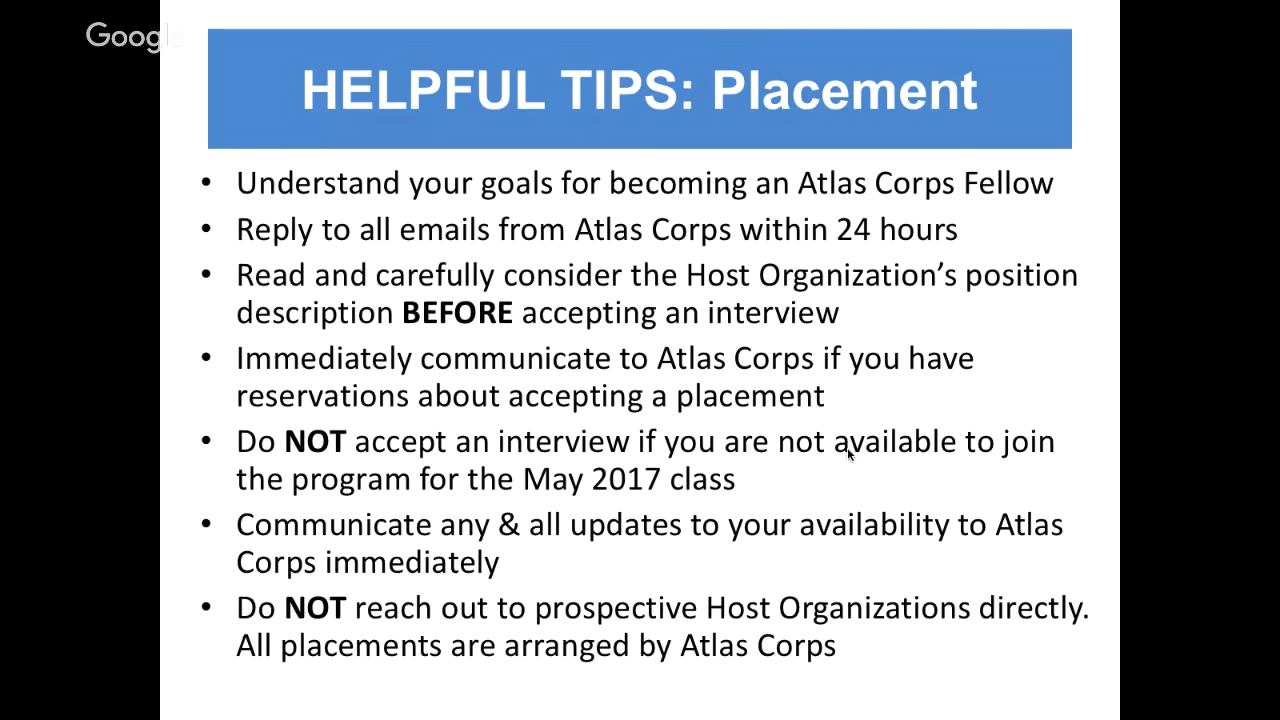 Google
HELPFUL TIPS: Placement
• Understand your goals for becoming an Atlas Corps Fellow
• Reply to all emails from Atlas Corps within 24 hours
• Read and carefully consider the Host Organization’s position
description BEFORE accepting an interview
• Immediately communicate to Atlas Corps if you have
reservations about accepting a placement
• Do NOT accept an interview if you are not available to join
the program for the May 2017 class
• Communicate any & all updates to your availability to Atlas
Corps immediately
• Do NOT reach out to prospective Host Organizations directly.
All placements are arranged by Atlas Corps